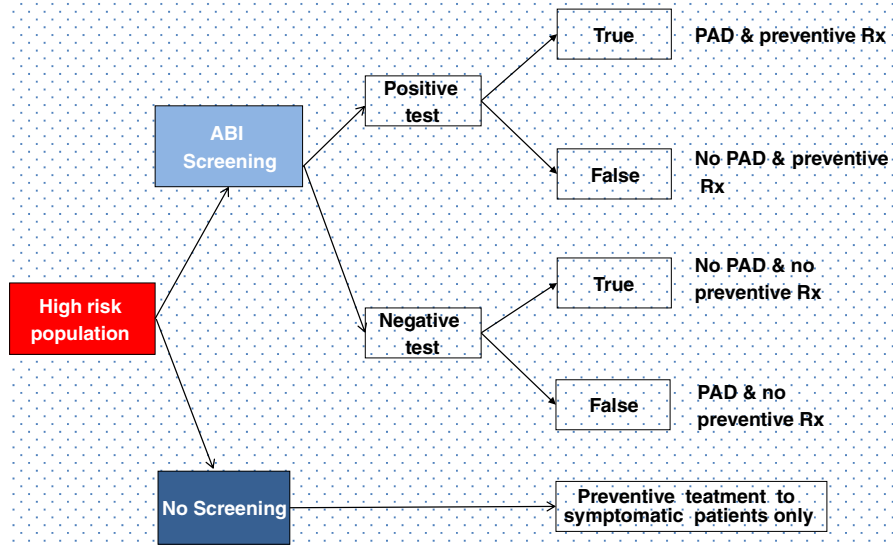 High risk
population
ABI
Screening
Positive
test
True
PAD & preventive Rx
False
No PAD & preventive
Rx
Negative
test
True
No PAD & no
preventive Rx
False
PAD & no
preventive Rx
No Screening
Preventive teatment to
symptomatic patients only